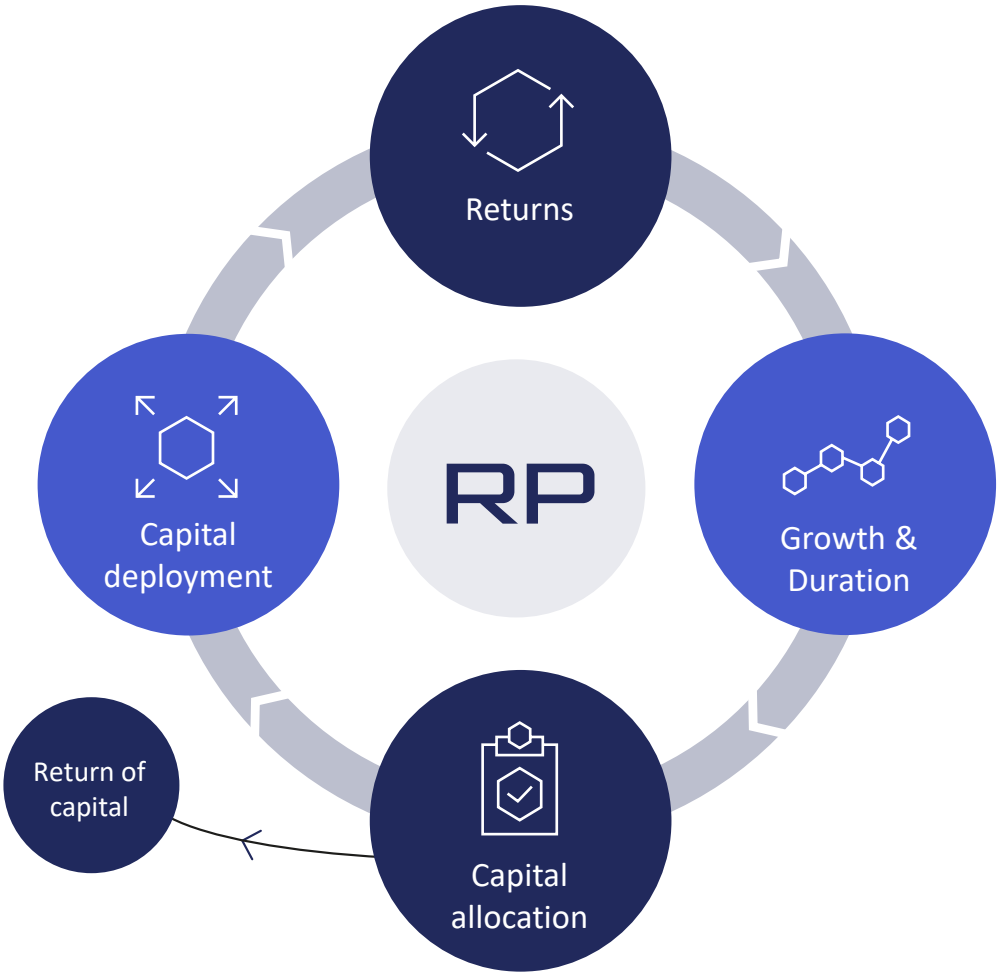 Returns
Capital
deployment
RP
Growth &
Duration
Return of
capital
Capital
allocation